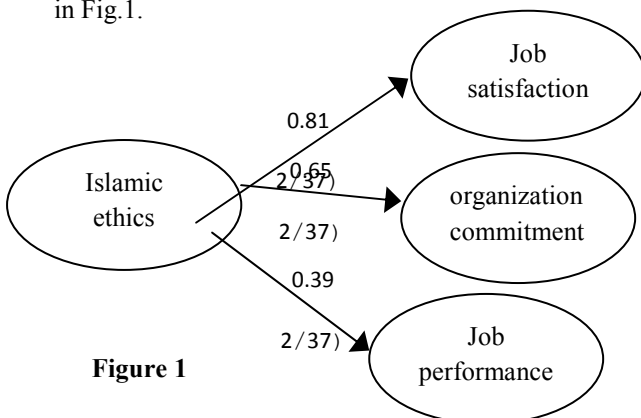 in Fig.1.
Job
satisfaction
0.81
0.65
2/37)
Islamic
ethics
organization
commitment
2/37)
0.39
2/37)
Job
performance
Figure 1